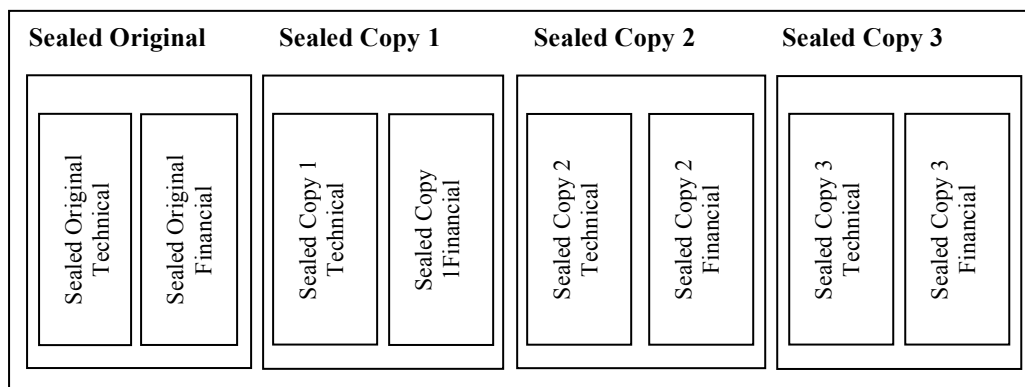 Sealed Original
Sealed Copy 1
Sealed Copy 2
Sealed Copy 3
Sealed Original
Technical
Sealed Original
Financial
Sealed Copy 1
Technical
Sealed Copy
1Financial
Sealed Copy 2
Technical
Sealed Copy 2
Financial
Sealed Copy 3
Technical
Sealed Copy 3
Financial